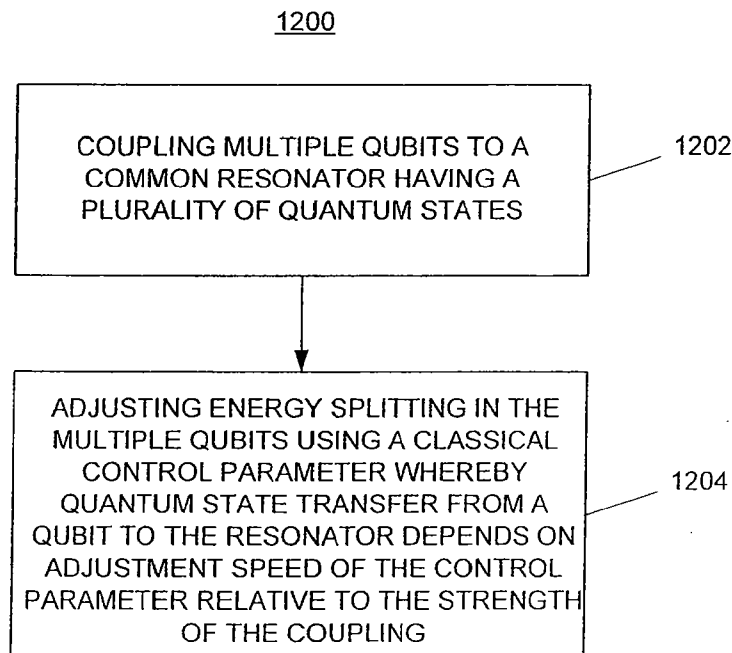 1200
COUPLING MULTIPLE QUBITS TO A
COMMON RESONATOR HAVING A
PLURALITY OF QUANTUM STATES
1202
ADJUSTING ENERGY SPLITTING IN THE
MULTIPLE QUBITS USING A CLASSICAL
CONTROL PARAMETER WHEREBY
QUANTUM STATE TRANSFER FROM A
QUBIT TO THE RESONATOR DEPENDS ON
ADJUSTMENT SPEED OF THE CONTROL
PARAMETER RELATIVE TO THE STRENGTH
OF THE COUPLING
1204